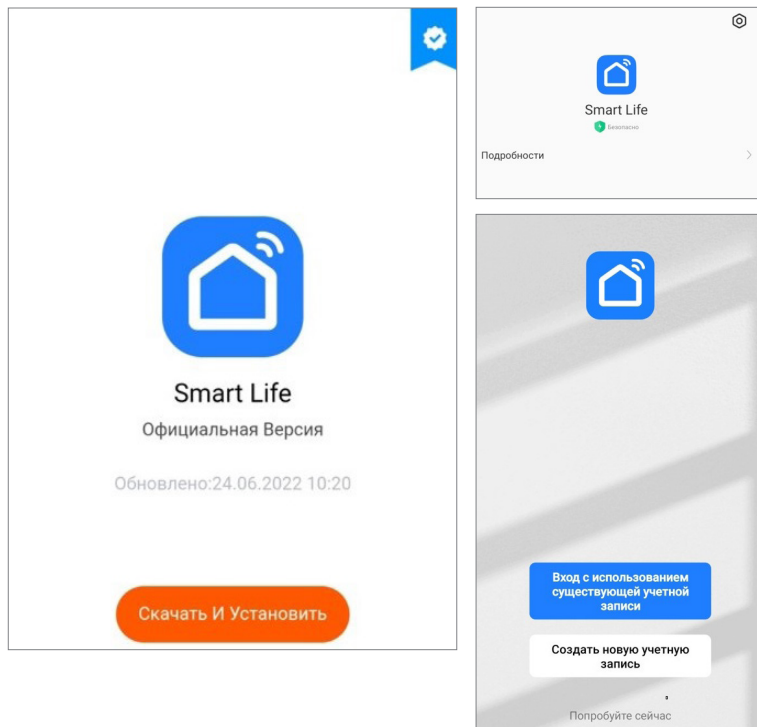 Smart Life
Официальная Версия
Обновлено:24.06.2022 10:20
Скачать И Установить
Smart Life
Безопасно
Подробности
Вход с использованием
существующей учетной
записи
Создать новую учетную
запись
Попробуйте сейчас